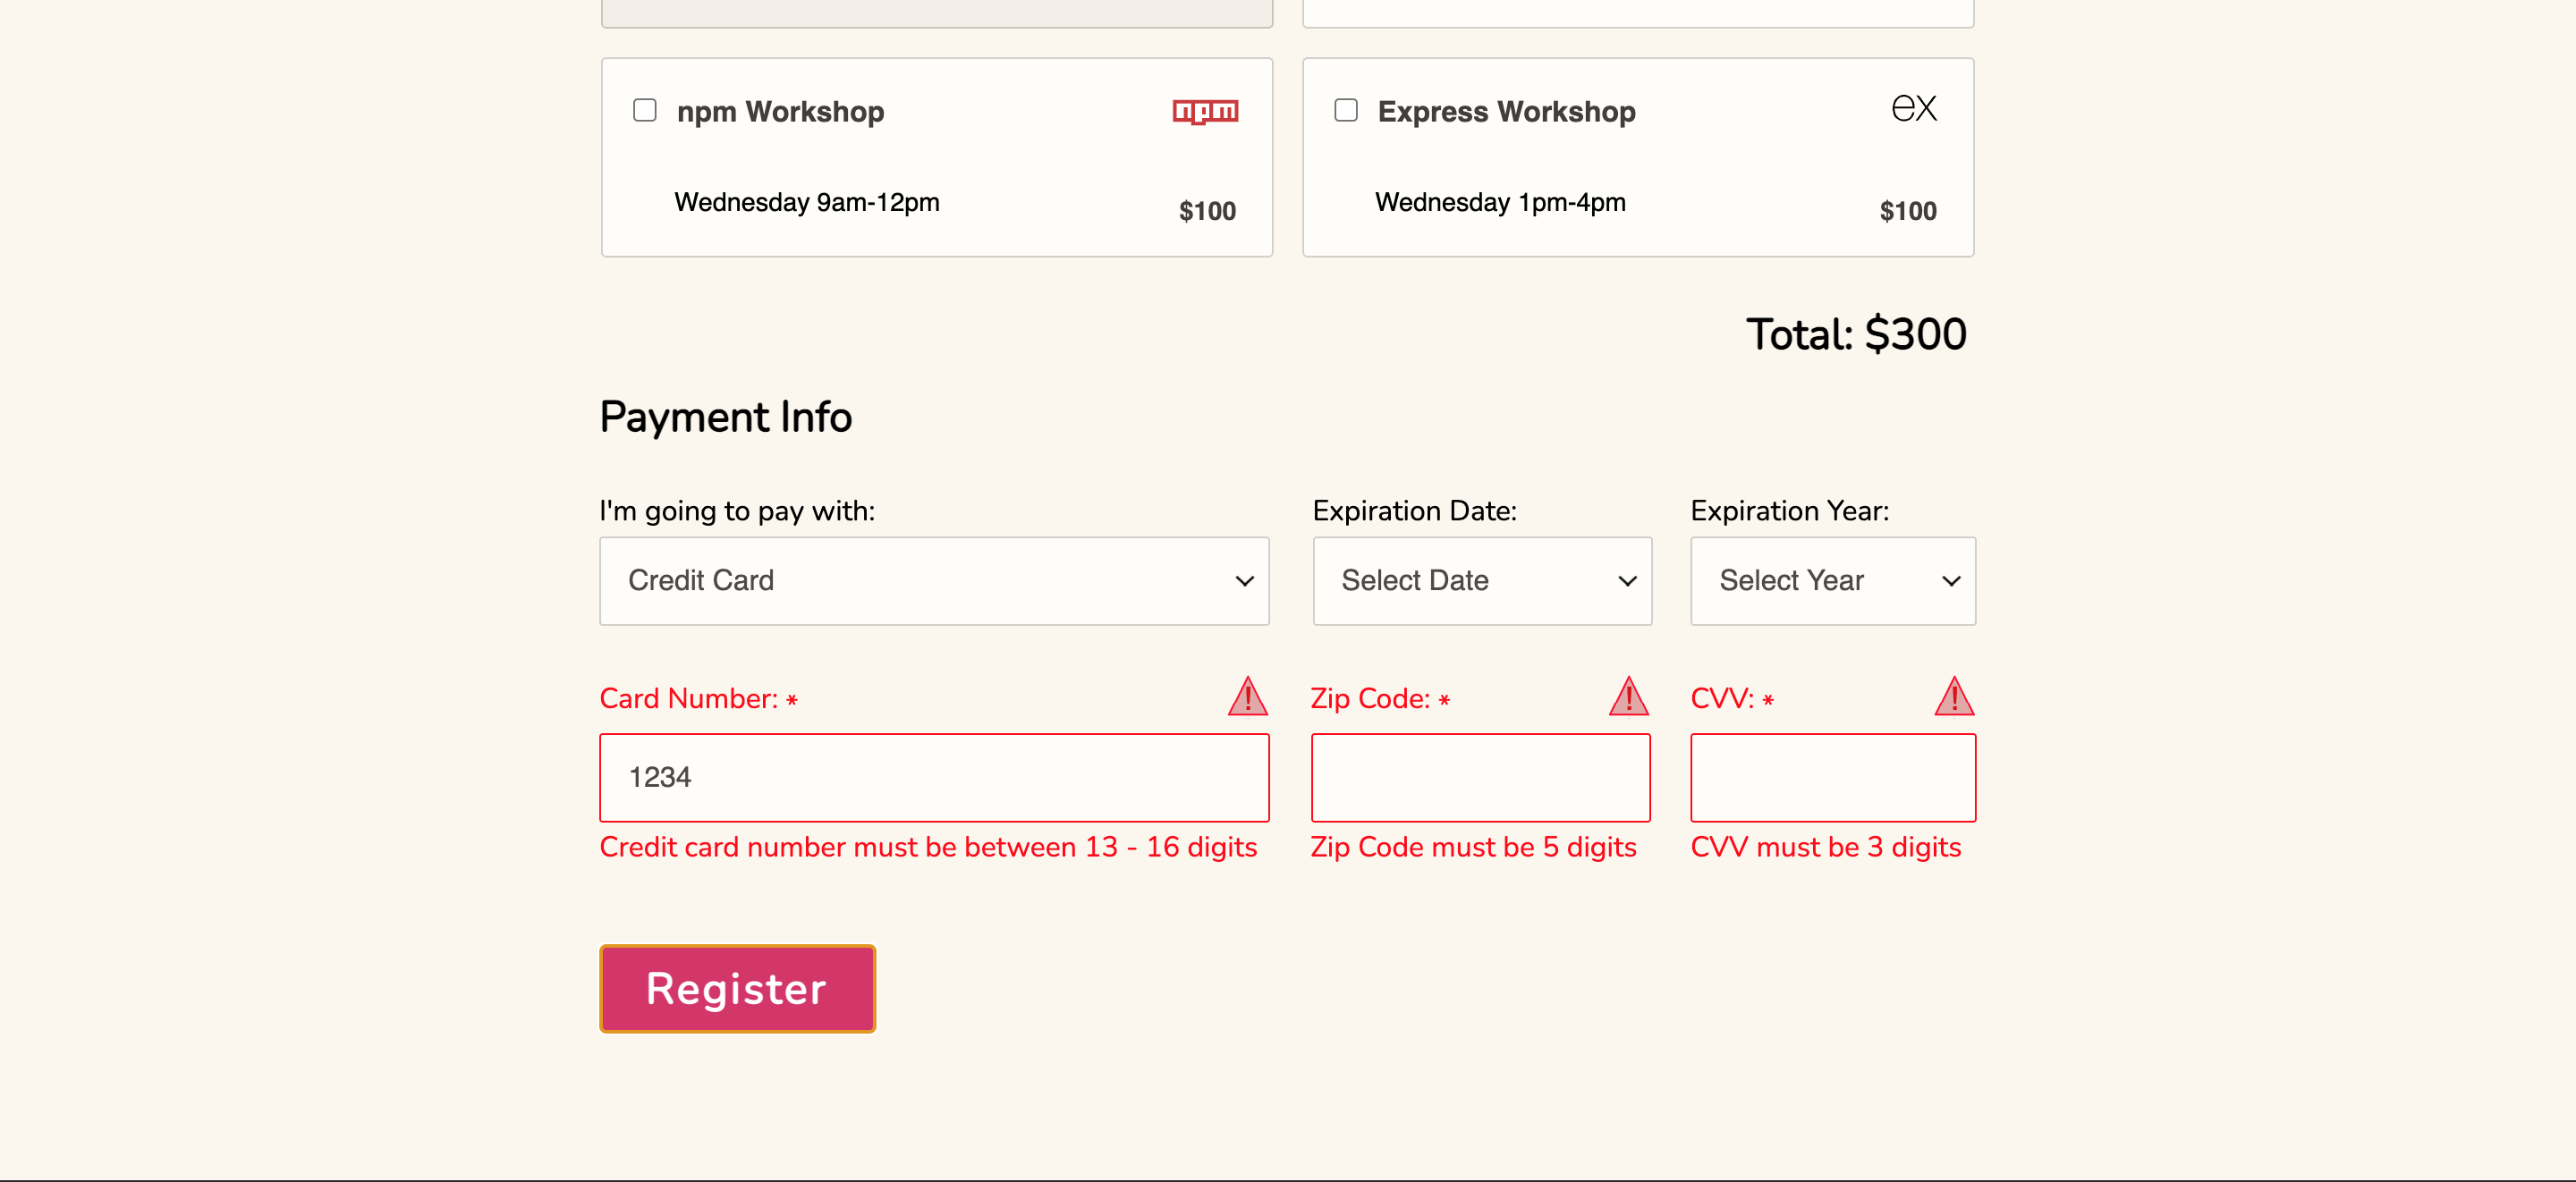 npm Workshop
npm
Wednesday 9am-12pm
$100
Express Workshop
ex
Wednesday 1pm-4pm
$100
Total: $300
Payment Info
I'm going to pay with:
Credit Card
Expiration Date:
Select Date
Expiration Year:
Select Year
Card Number: *
1234
Credit card number must be between 13 - 16 digits
Zip Code: *
Zip Code must be 5 digits
CVV: *
CVV must be 3 digits
Register